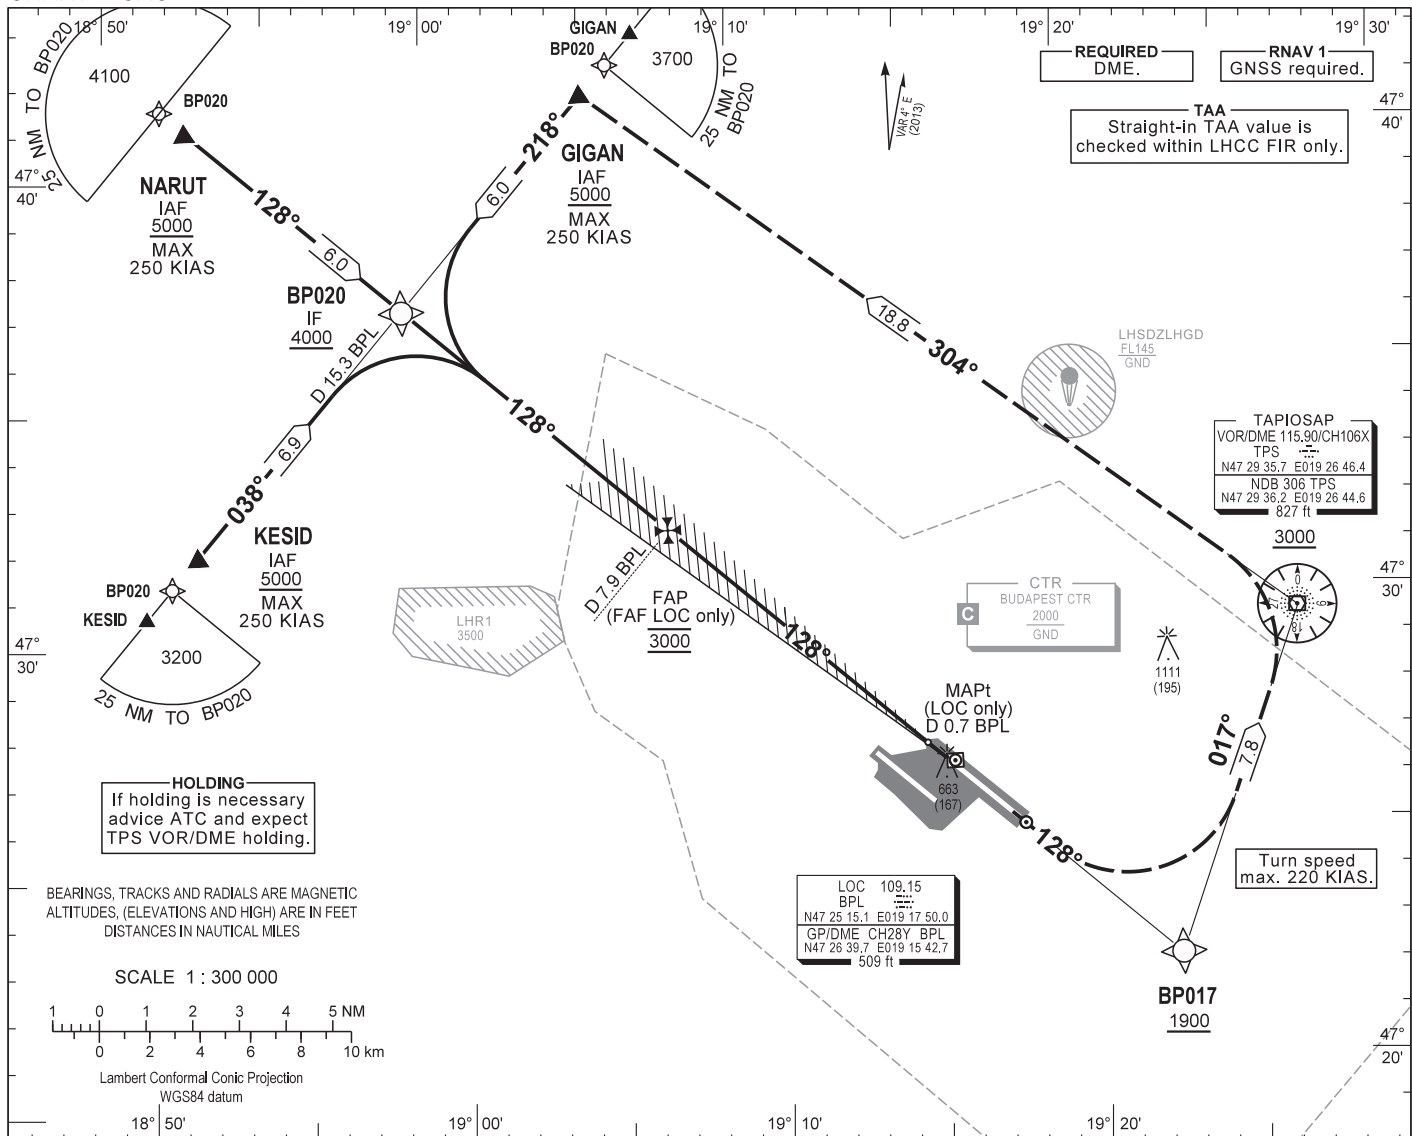 18° 50'
19° 00'
19° 10'
19° 20'
19° 30'
25 NM TO BP020
4100
BP020
NARUT
IAF
5000
MAX
250 KIAS
47°
40'
128°
6.0
GIGAN
BP020
3700
25 NM TO BP020
218°
6.0
GIGAN
IAF
5000
MAX
250 KIAS
VAR 4° E
(2013)
REQUIRED
DME.
RNAV 1
GNSS required.
TAA
Straight-in TAA value is
checked within LHCC FIR only.
47°
40'
BP020
IF
4000
D 15.3 BPL
18.8
304°
LHSDZLHGD
FL145
GND
128°
6.9
038°
KESID
IAF
5000
MAX
250 KIAS
BP020
KESID
3200
25 NM TO BP020
47°
30'
D 7.9 BPL
FAP
(FAF LOC only)
3000
LHR1
3500
128°
TAPIOSAP
VOR/DME 115.90/CH106X
TPS
N47 29 35.7 E019 26 46.4
NDB 306 TPS
N47 29 36.2 E019 26 44.6
827 ft
3000
47°
30'
0
9
18
27
C
CTR
BUDAPEST CTR
2000
GND
1111
(195)
MAPt
(LOC only)
D 0.7 BPL
663
(167)
017°
7.8
128°
HOLDING
If holding is necessary
advice ATC and expect
TPS VOR/DME holding.
Turn speed
max. 220 KIAS.
BEARINGS, TRACKS AND RADIALS ARE MAGNETIC
ALTITUDES, (ELEVATIONS AND HIGH) ARE IN FEET
DISTANCES IN NAUTICAL MILES
LOC 109.15
BPL
N47 25 15.1 E019 17 50.0
GP/DME CH28Y BPL
N47 26 39.7 E019 15 42.7
509 ft
SCALE 1 : 300 000
1 0 1 2 3 4 5 NM
0 2 4 6 8 10 km
Lambert Conformal Conic Projection
WGS84 datum
BP017
1900
47°
20'
18° 50'
19° 00'
19° 10'
19° 20'